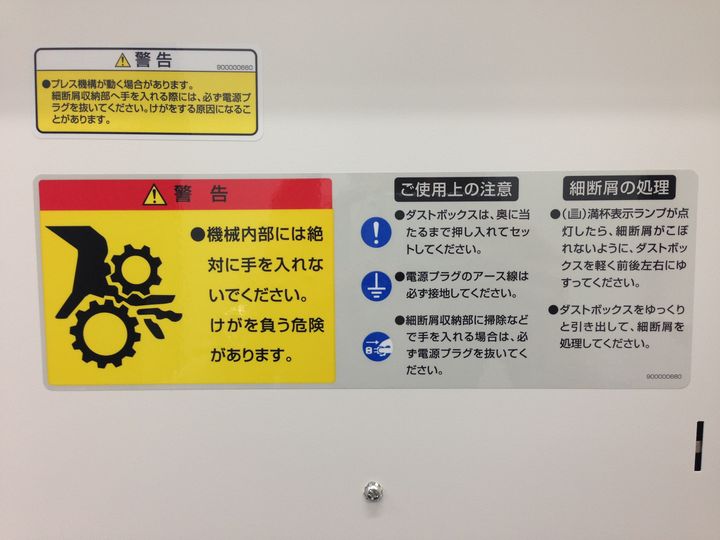 警告
900000660
●プレス機構が動く場合があります。
細断屑収納部へ手を入れる際には、必ず電源プ
ラグを抜いてください。けがをする原因になるこ
とがあります。
警告
●機械内部には絶
対に手を入れな
いでください。
けがを負う危険
があります。
ご使用上の注意
●ダストボックスは、奥に当
たるまで押し入れてセッ
トしてください。
●電源プラグのアース線は
必ず接地してください。
●細断屑収納部に掃除など
で手を入れる場合は、必
ず電源プラグを抜いてく
ださい。
細断屑の処理
●()満杯表示ランプが点
灯したら、細断屑がこぼ
れないように、ダストボッ
クスを軽く前後左右にゆ
すってください。
●ダストボックスをゆっくり
と引き出して、細断屑を
処理してください。
900000680